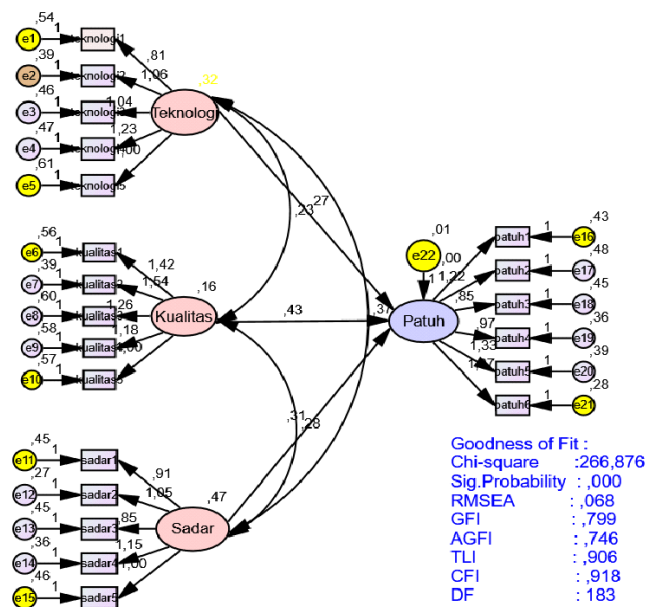 ,54
e1
1
teknologi1
,39
e2
1
,81
1,06
,32
,46
e3
1
1,04
Teknologi
,47
e4
1
1,23
1,00
,61
e5
1
,27
,23
,56
e6
1
,39
e7
1
1,42
1,54
,16
,60
e8
1
1,26
Kualitas
,58
e9
1
1,18
,57
e10
1
,43
,37
,01
e22
,00
1
1,22
,85
Patuh
,97
1,33
patuh1
1
,43
e16
patuh2
1
,48
e17
patuh3
1
,45
e18
patuh4
1
,36
e19
patuh5
1
,39
e20
patuh6
1
,28
e21
,31
,28
,45
e11
1
sadar1
,91
,27
e12
1
sadar2
1,05
,47
,45
e13
1
sadar3
,85
Sadar
,36
e14
1
sadar4
1,15
1,00
,46
e15
1
sadar5
Goodness of Fit :
Chi-square :266,876
Sig.Probability : ,000
RMSEA : ,068
GFI : ,799
AGFI : ,746
TLI : ,906
CFI : ,918
DF : 183